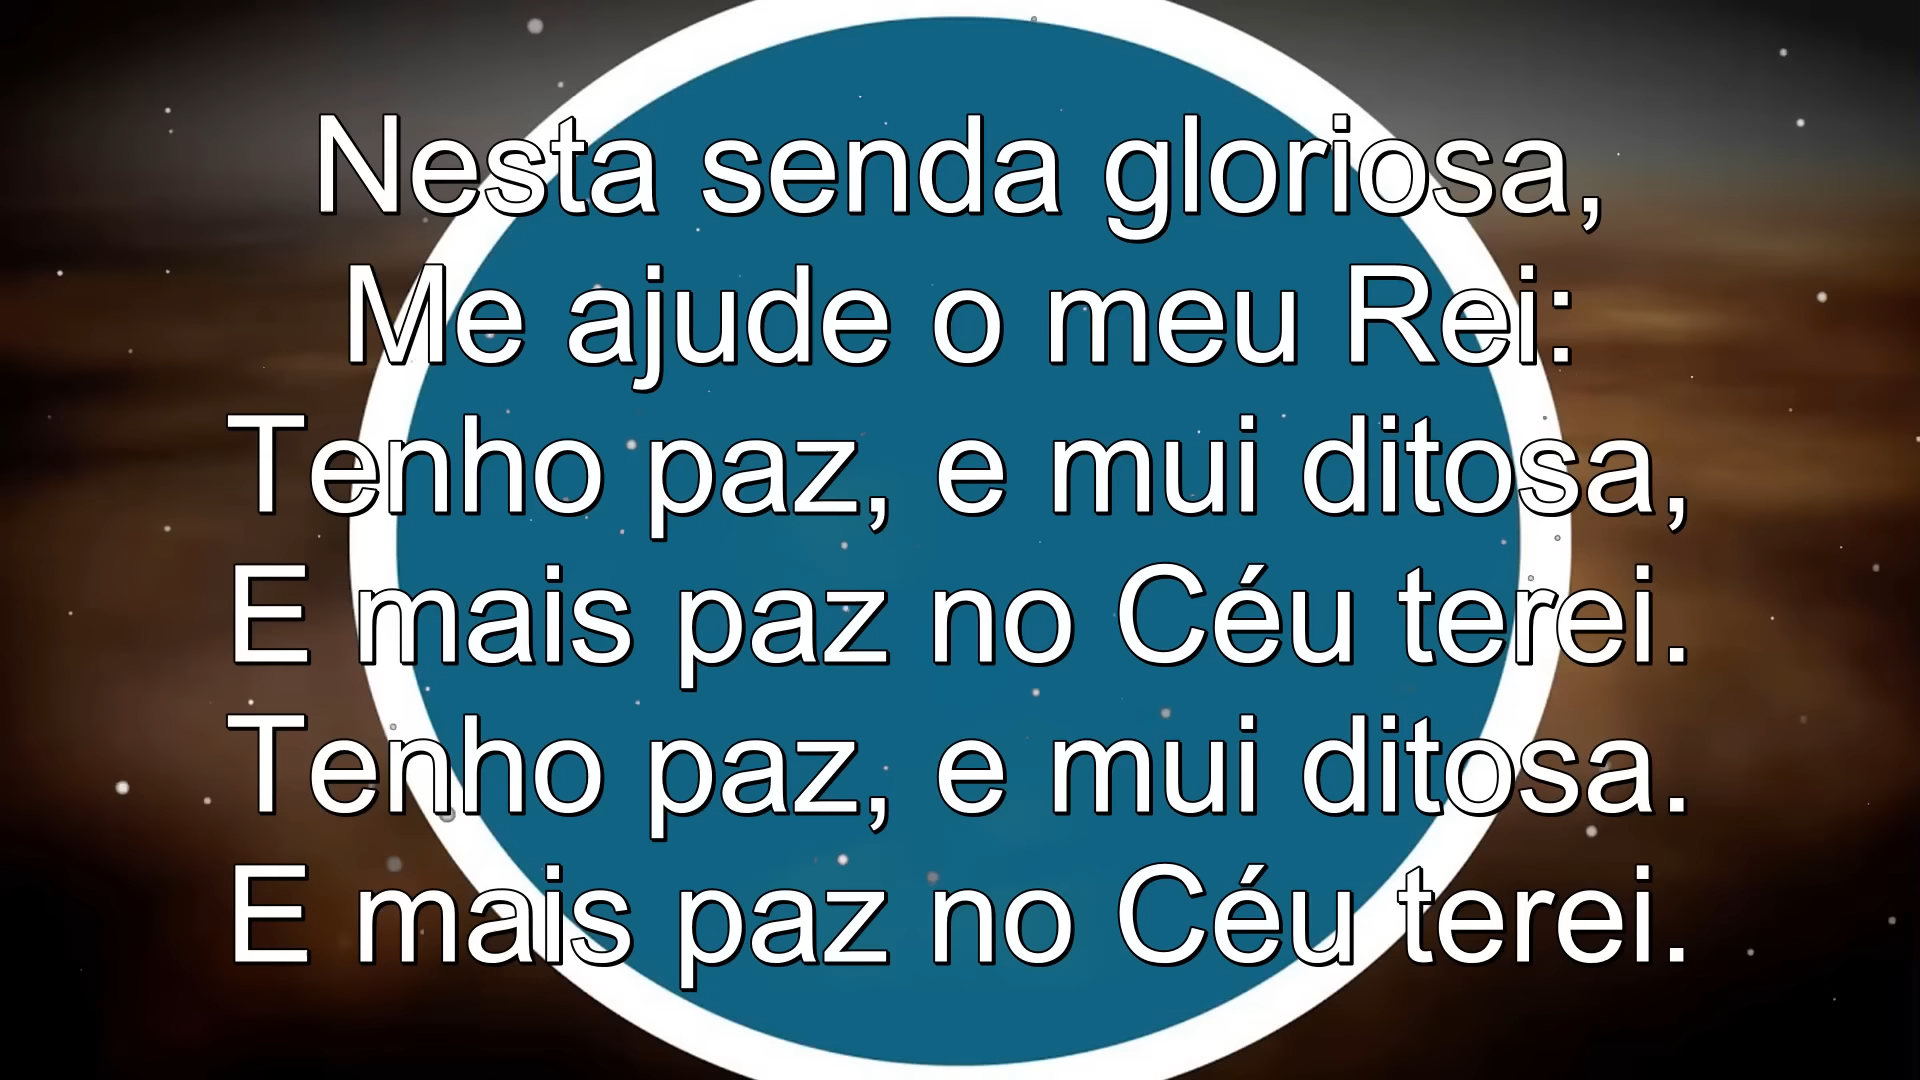 Nesta senda gloriosa,
Me ajude o meu Rei:
Tenho paz, e mui ditosa,
E mais paz no Céu terei.
Tenho paz, e mui ditosa.
E mais paz no Céu terei.